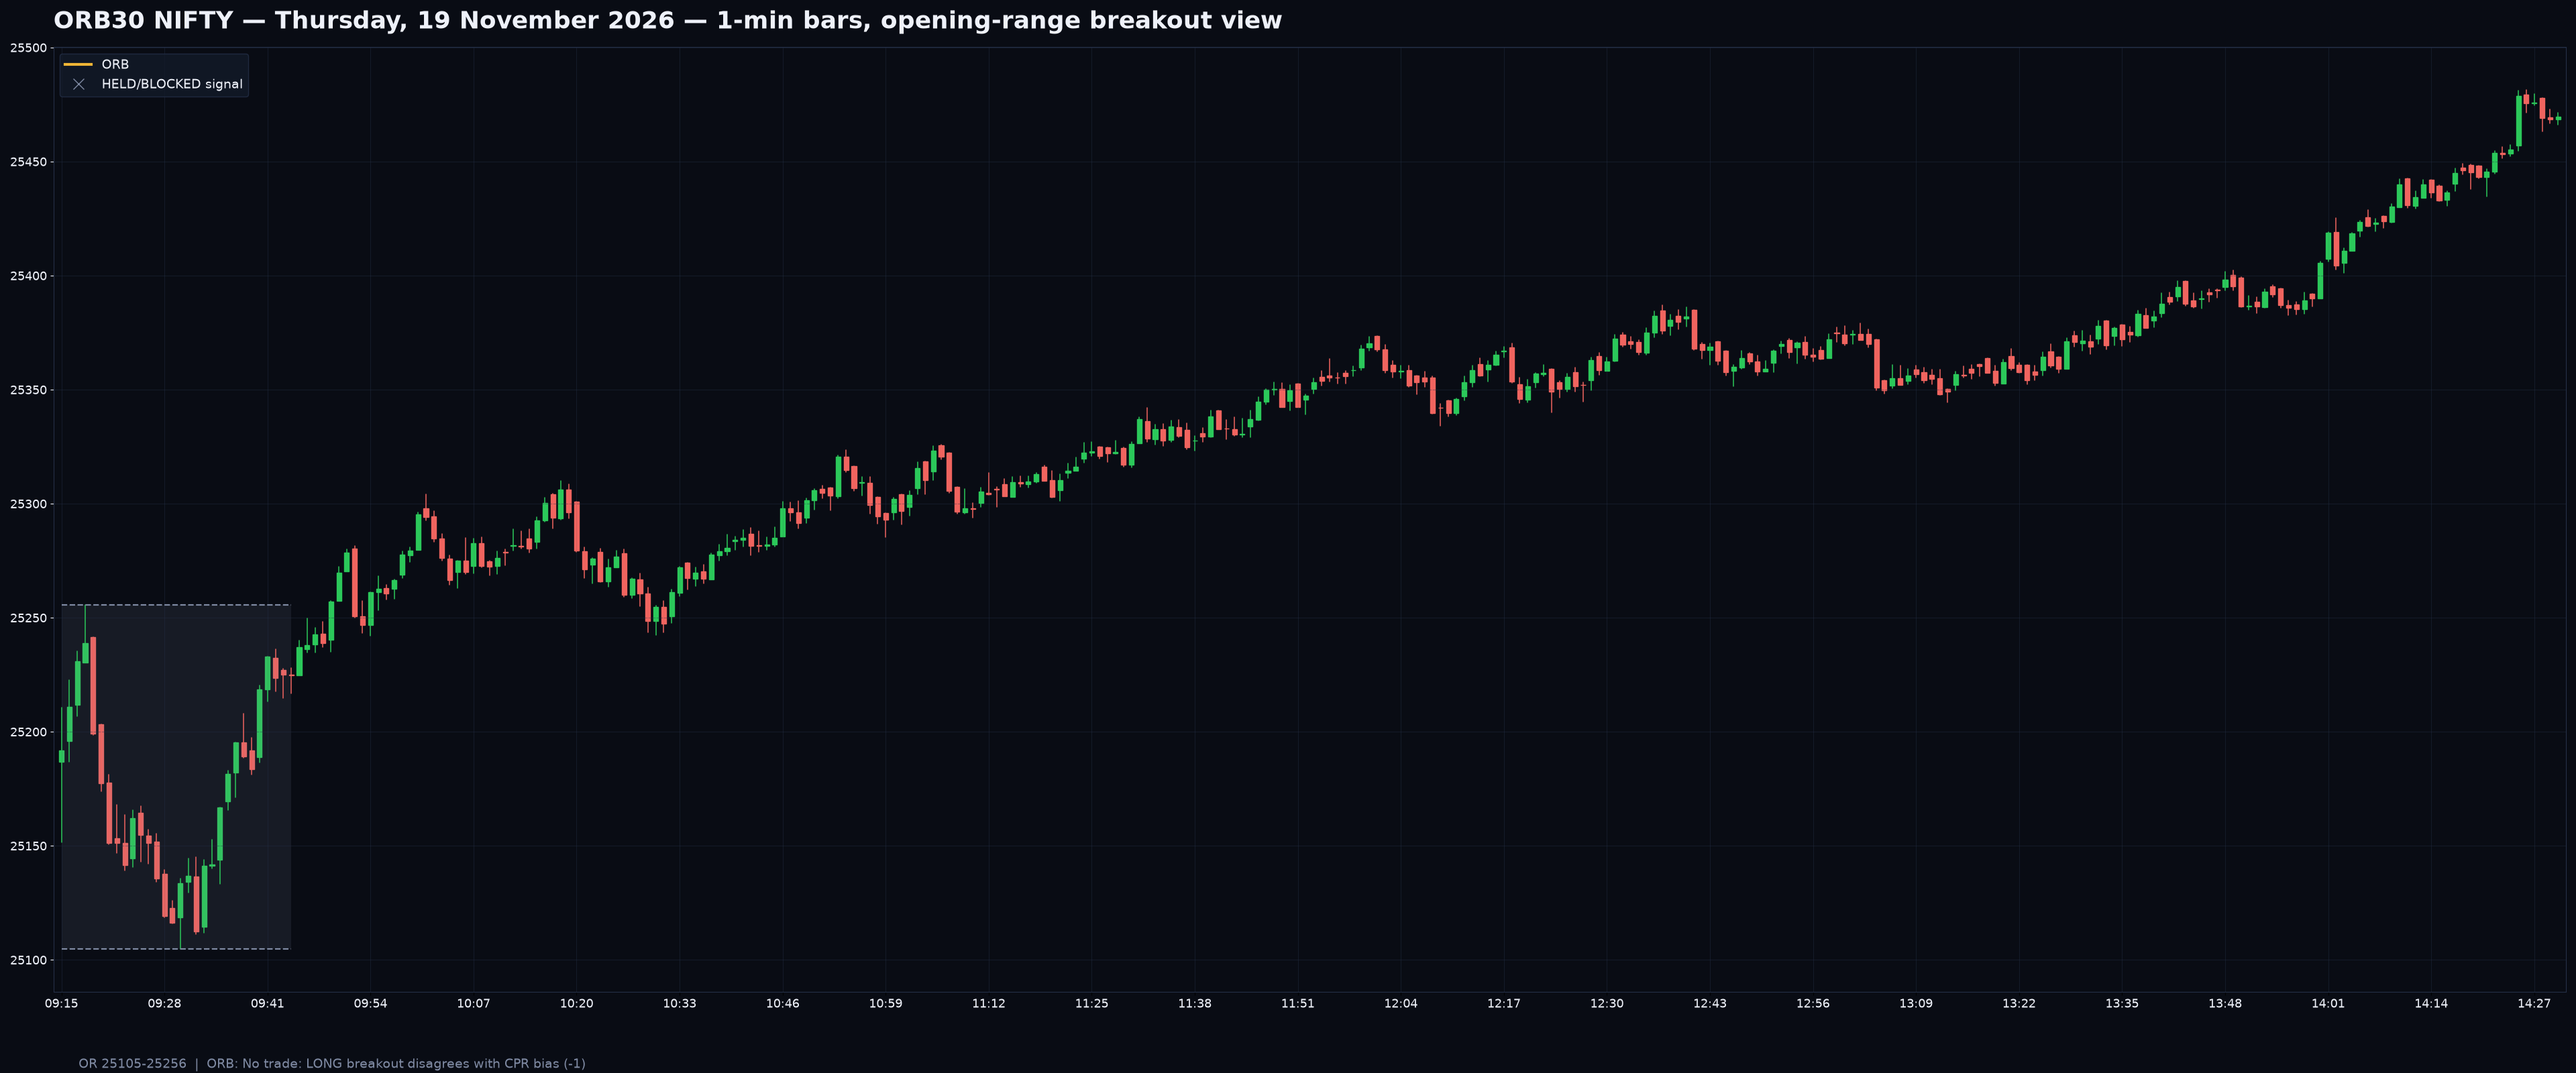 ORB30 NIFTY — Thursday, 19 November 2026 — 1-min bars, opening-range breakout view
ORB
HELD/BLOCKED signal
25500
25450
25400
25350
25300
25250
25200
25150
25100
09:15 09:28 09:41 09:54 10:07 10:20 10:33 10:46 10:59 11:12 11:25 11:38 11:51 12:04 12:17 12:30 12:43 12:56 13:09 13:22 13:35 13:48 14:01 14:14 14:27
OR 25105-25256 | ORB: No trade: LONG breakout disagrees with CPR bias (-1)